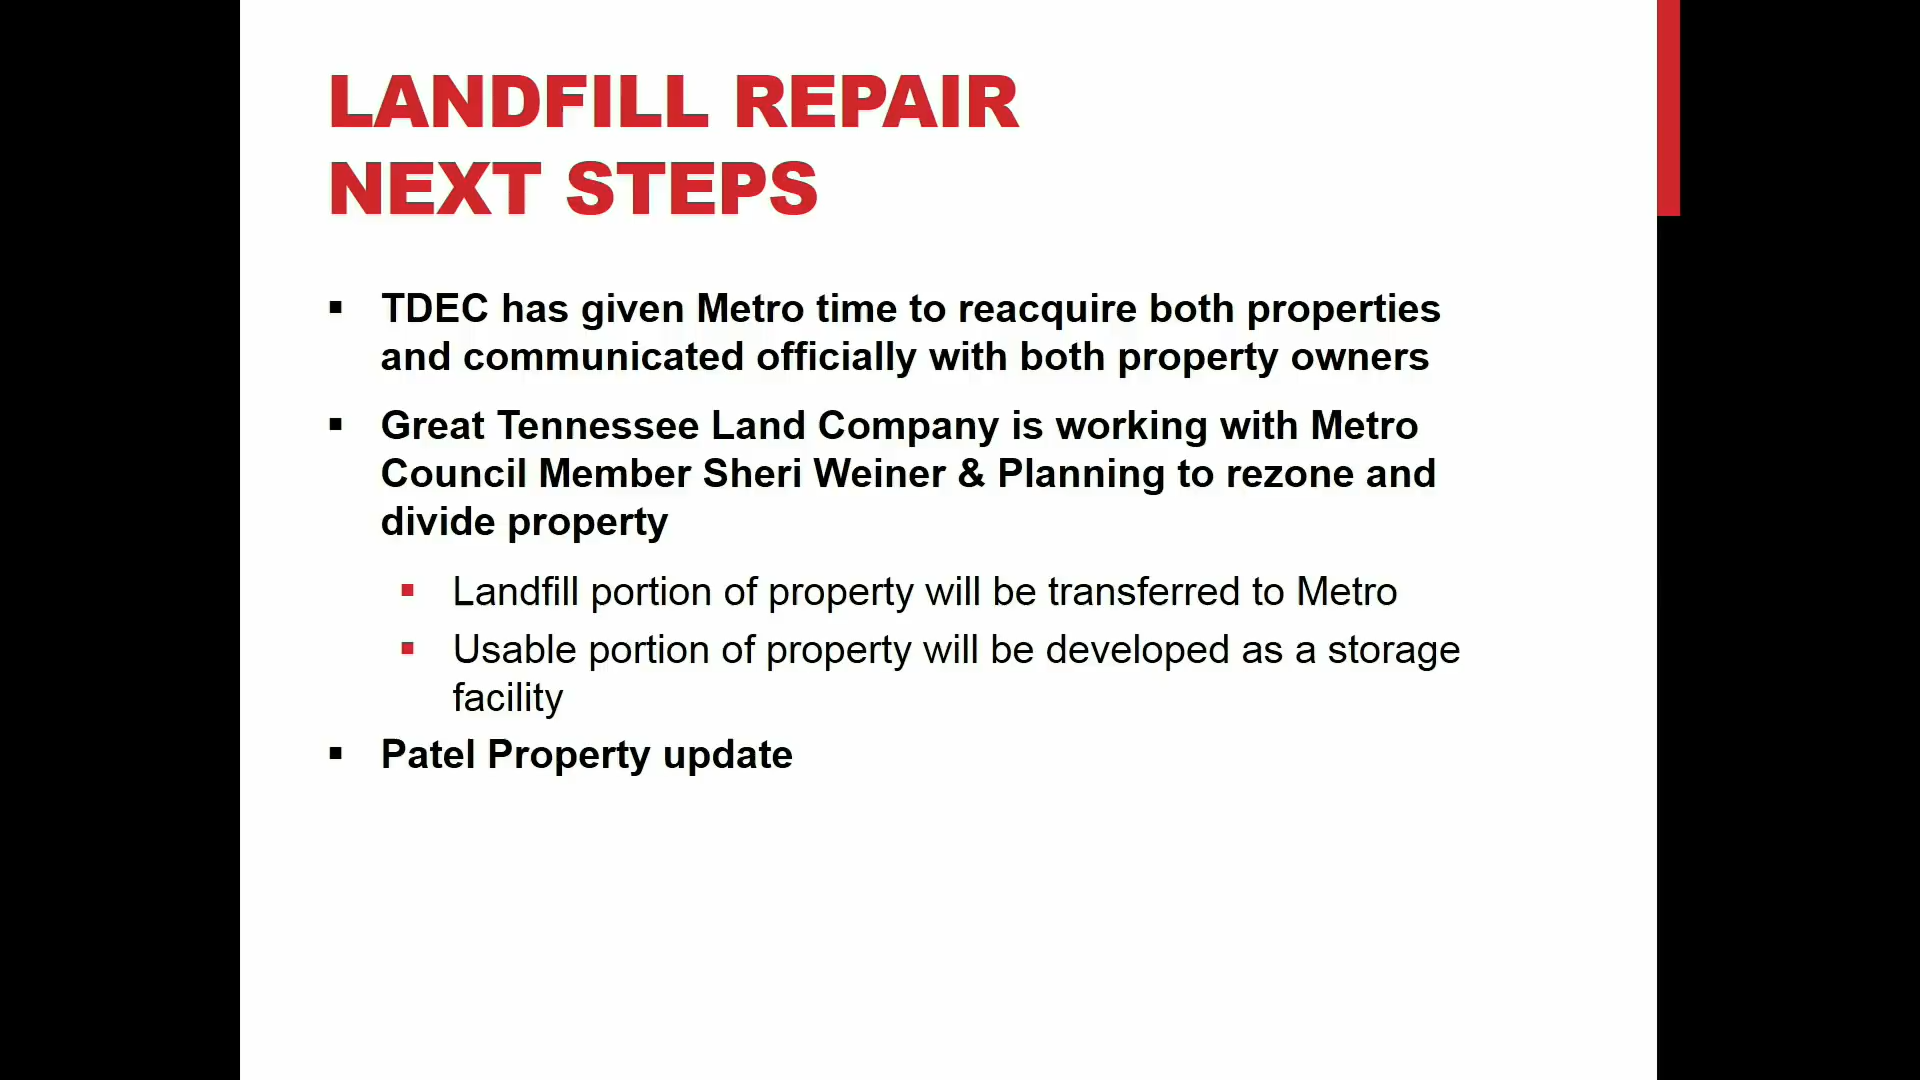 LANDFILL REPAIR
NEXT STEPS
▪ TDEC has given Metro time to reacquire both properties
and communicated officially with both property owners
▪ Great Tennessee Land Company is working with Metro
Council Member Sheri Weiner & Planning to rezone and
divide property
▪ Landfill portion of property will be transferred to Metro
▪ Usable portion of property will be developed as a storage
facility
▪ Patel Property update